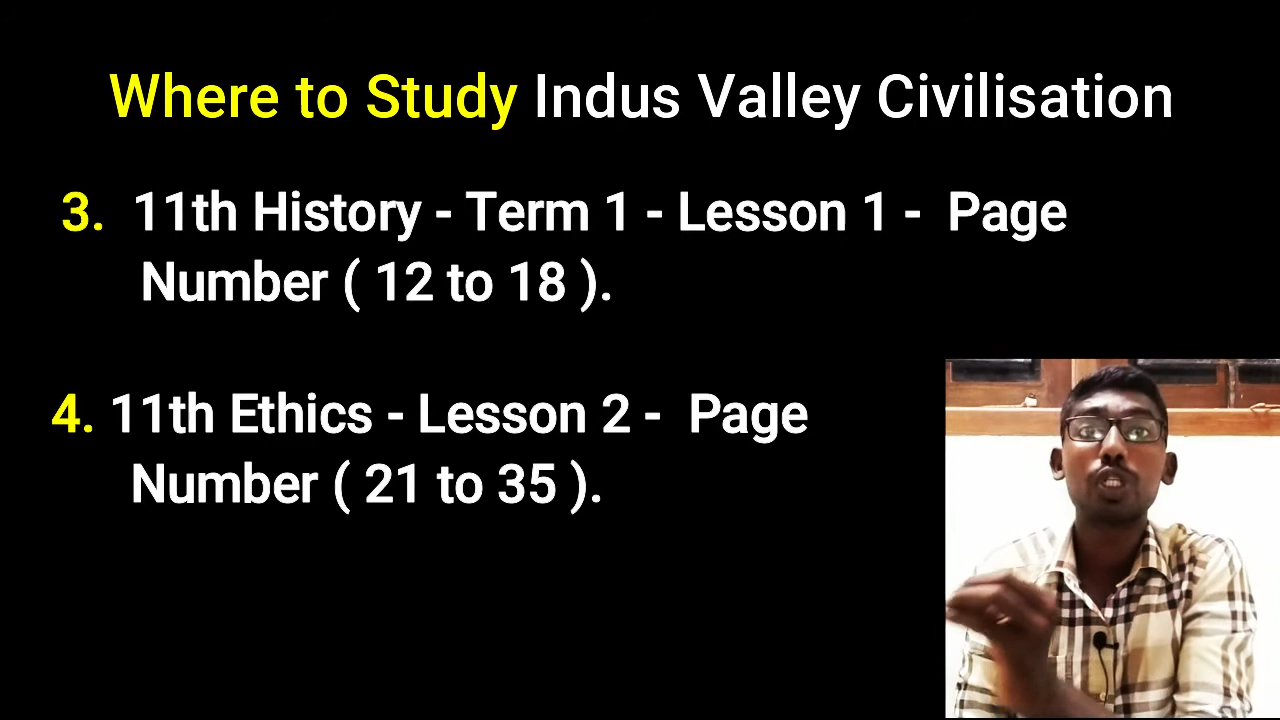 Where to Study Indus Valley Civilisation
3. 11th History - Term 1 - Lesson 1 - Page
Number ( 12 to 18 ).
4. 11th Ethics - Lesson 2 - Page
Number ( 21 to 35 ).